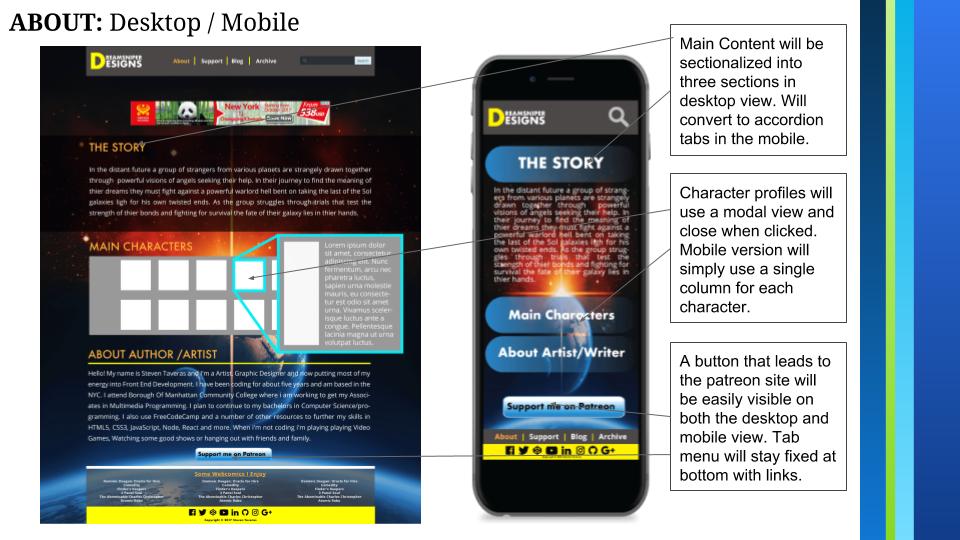 ABOUT: Desktop / Mobile
DREAMSNIPER
DESIGNS
About | Support | Blog | Archive
Search
New York
From
538
Book Now
THE STORY
In the distant future a group of strangers from various planets are strangely drawn together
through powerful visions of angels seeking their help. In their journey to find the meaning of
thier dreams they must fight against a powerful warlord hell bent on taking the last of the Sol
galaxies ligh for his own twisted ends. As the group struggles through-trials that test the
strength of thier bonds and fighting for survival the fate of their galaxy lies in thier hands.
MAIN CHARACTERS
Lorem ipsum dolor
sit amet, consectetur
adipiscing elit. Nunc
fermentum, arcu nec
pharetra luctus,
sapien urna molestie
mauris, eu consecte-
tur est odio sit amet
urna. Vivamus sceler-
isque luctus ante a
congue. Pellentesque
lacinia magna ut urna
volutpat luctus.
ABOUT AUTHOR /ARTIST
Hello! My name is Steven Taveras and I'm a Artist, Graphic Designer and now putting most of my
energy into Front End Development. I have been coding for about five years and am based in the
NYC. I attend Borough Of Manhattan Community College where i am working to get my Associ-
ates in Multimedia Programming. I plan to continue to my bachelors in Computer Science/pro-
gramming. I also use FreeCodeCamp and a number of other resources to further my skills in
HTML5, CSS3, JavaScript, Node, React and more. When I'm not coding I'm playing playing Video
Games, Watching some good shows or hanging out with friends and family.
Support me on Patreon
Some Webcomics I Enjoy
Copyright © 2017 Steven Taveras
DREAMSNIPER
DESIGNS
THE STORY
In the distant future a group of strang-
ers from various planets are strangely
drawn together through powerful
visions of angels seeking their help. In
their journey to find the meaning of
thier dreams they must fight against a
powerful warlord hell bent on taking
the last of the Sol galaxies ligh for his
own twisted ends. As the group strug-
gles through trials that test the
strength of thier bonds and fighting for
survival the fate of their galaxy lies in
thier hands.
Main Characters
About Artist/Writer
Support me on Patreon
About | Support | Blog | Archive
Main Content will be
sectionalized into
three sections in
desktop view. Will
convert to accordion
tabs in the mobile.
Character profiles will
use a modal view and
close when clicked.
Mobile version will
simply use a single
column for each
character.
A button that leads to
the patreon site will
be easily visible on
both the desktop and
mobile view. Tab
menu will stay fixed at
bottom with links.